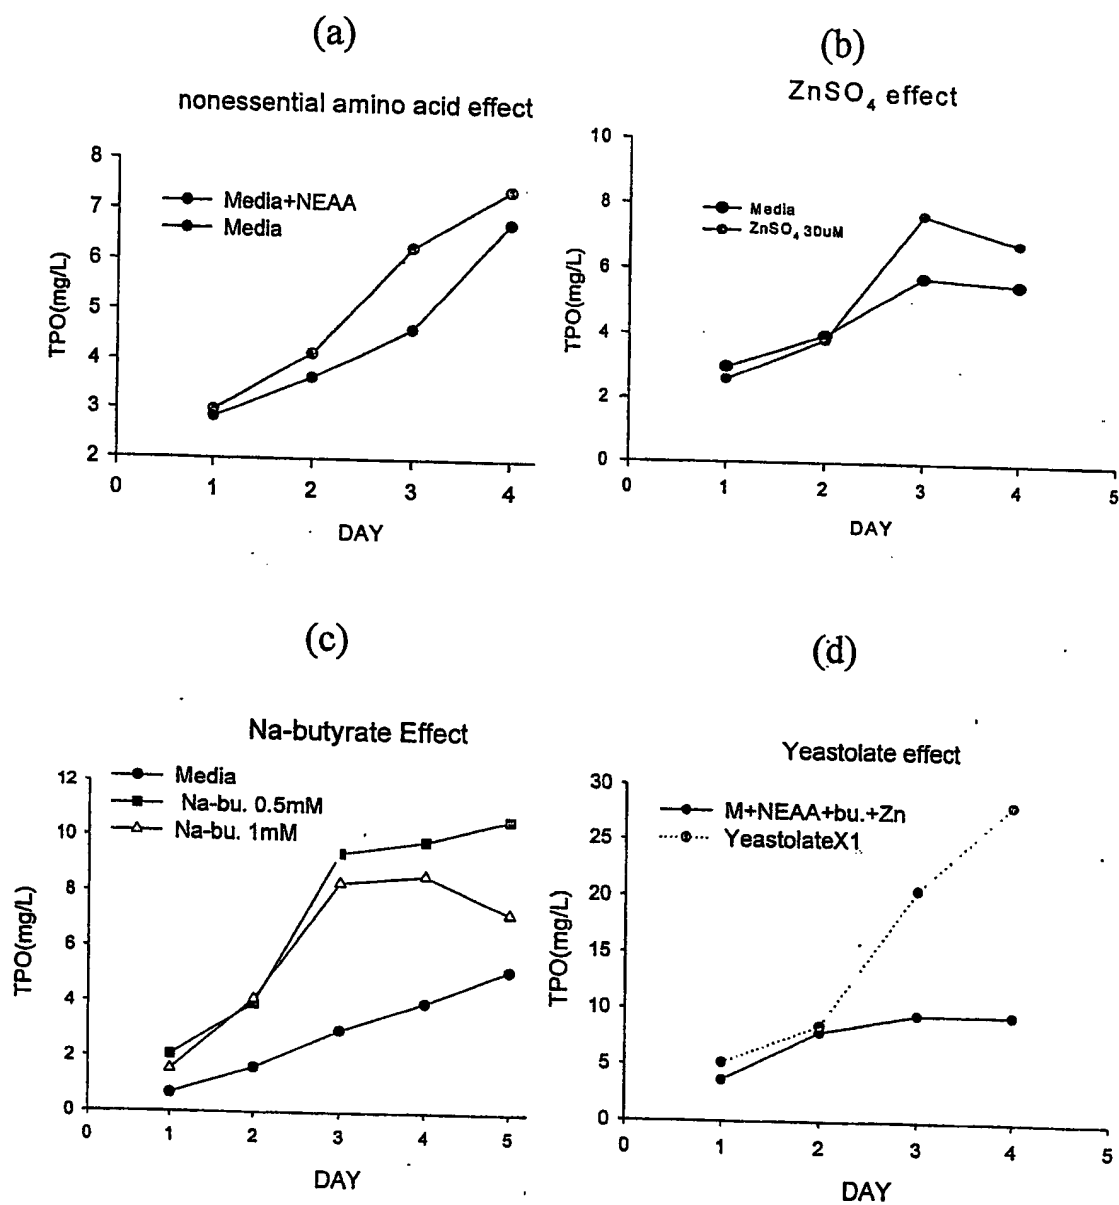 (a)
nonessential amino acid effect
8
7
6
5
4
3
2
TPO(mg/L)
Media+NEAA
Media
0 1 2 3 4
DAY
(b)
ZnSO4 effect
10
8
6
4
2
0
TPO(mg/L)
Media
ZnSO4 30uM
0 1 2 3 4 5
DAY
(c)
Na-butyrate Effect
12
10
8
6
4
2
0
TPO(mg/L)
Media
Na-bu. 0.5mM
Na-bu. 1mM
0 1 2 3 4 5
DAY
(d)
Yeastolate effect
30
25
20
15
10
5
0
TPO(mg/L)
M+NEAA+bu.+Zn
YeastolateX1
0 1 2 3 4 5
DAY